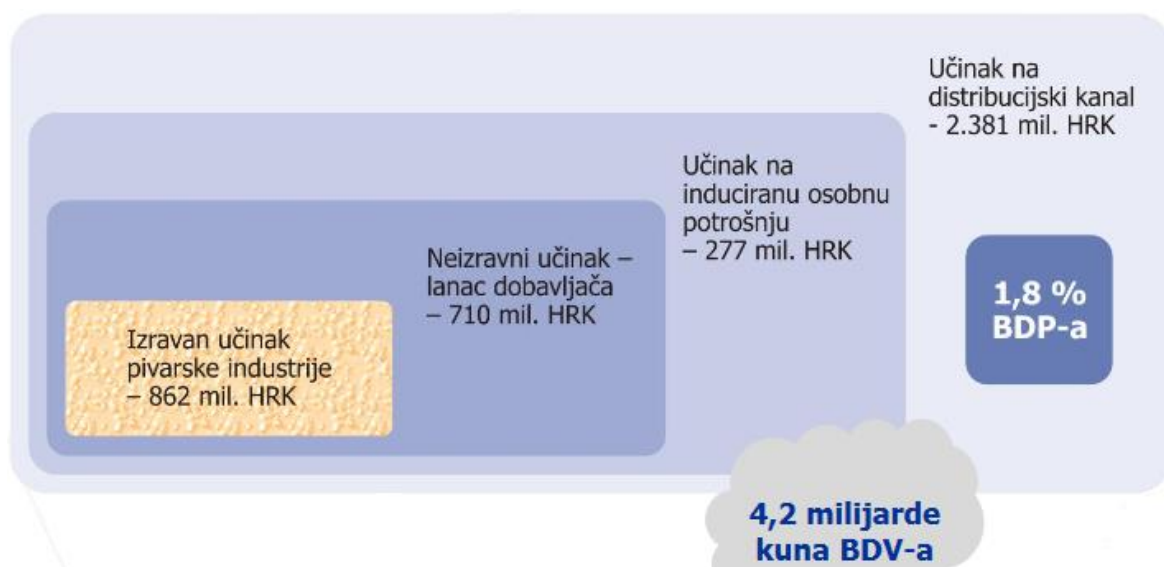 Učinak na
distribucijski kanal
- 2.381 mil. HRK
Učinak na
induciranu osobnu
potrošnju
– 277 mil. HRK
Neizravni učinak –
lanac dobavljača
– 710 mil. HRK
Izravan učinak
pivarske industrije
– 862 mil. HRK
1,8 %
BDP-a
4,2 milijarde
kuna BDV-a